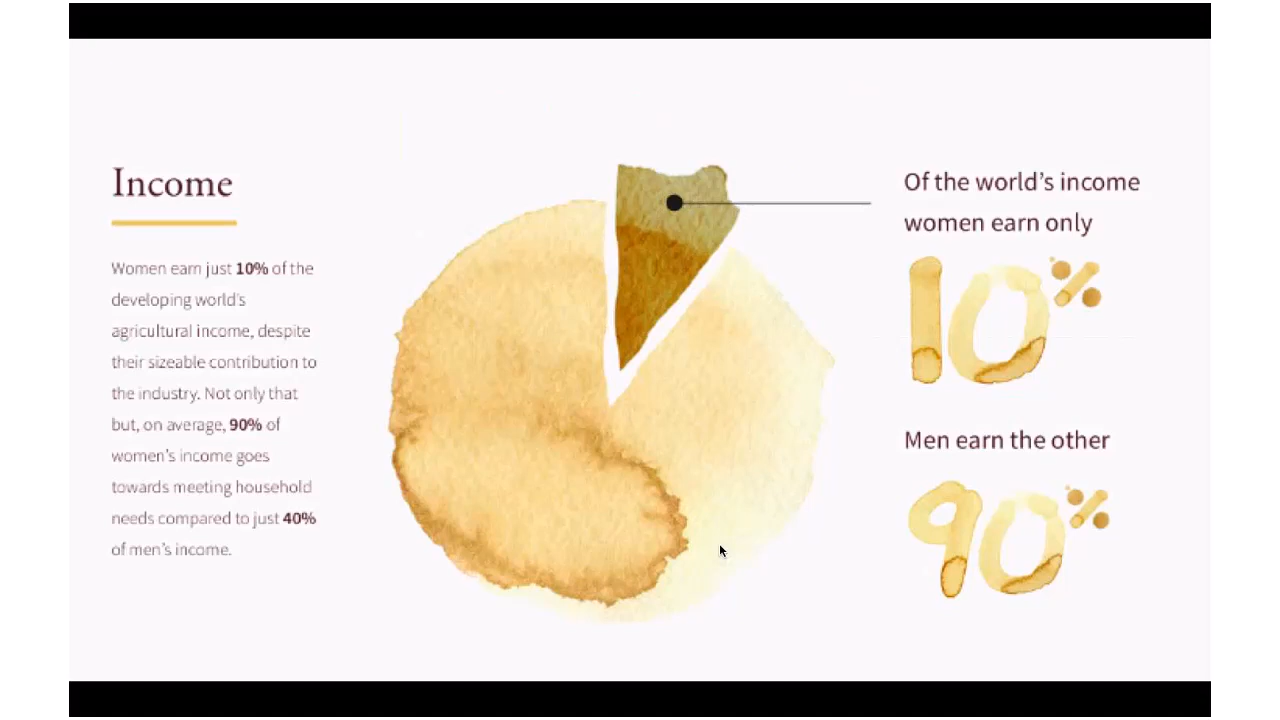 Income
Women earn just 10% of the
developing world's
agricultural income, despite
their sizeable contribution to
the industry. Not only that
but, on average, 90% of
women's income goes
towards meeting household
needs compared to just 40%
of men's income.
Of the world's income
women earn only
10%
Men earn the other
90%